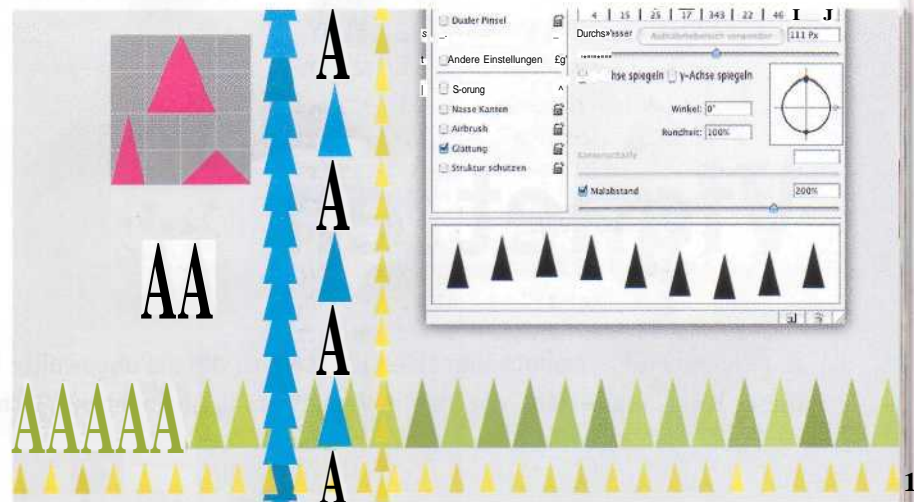 Dualer Pinsel
Andere Einstellungen
S-orung
Nasse Kanten
Airbrush
Glättung
Struktur schützen
4 | 15 | 25 | 17 | 343 | 22 | 46 I J
111 Px
hse spiegeln y-Achse spiegeln
Winkel: 0°
Rundheit: 100%
Malabstand 200%
A
A
AA
A
AAAAA
A
1